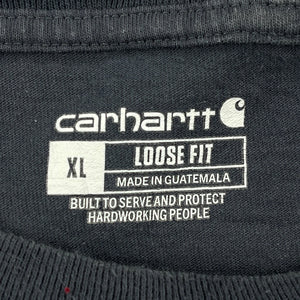 carhartt
XL LOOSE FIT
MADE IN GUATEMALA
BUILT TO SERVE AND PROTECT
HARDWORKING PEOPLE